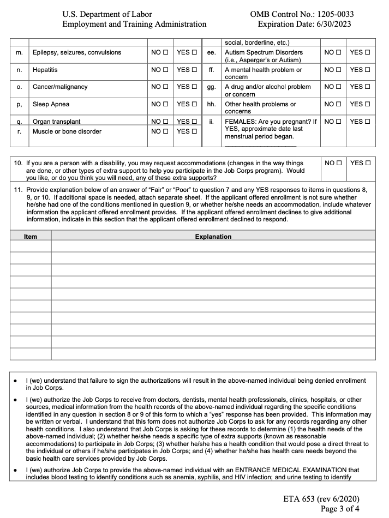 U.S. Department of Labor OMB Control No.: 1205-0033
Employment and Training Administration Expiration Date: 6/30/2023
social, borderline, etc.)
m. Epilepsy, seizures, convulsions NO ☐ YES ☐ ee. Autism Spectrum Disorders NO ☐ YES ☐
(i.e., Asperger's or Autism)
n. Hepatitis NO ☐ YES ☐ ff. A mental health problem or NO ☐ YES ☐
concern
o. Cancer/malignancy NO ☐ YES ☐ gg. A drug and/or alcohol problem NO ☐ YES ☐
or concern
p. Sleep Apnea NO ☐ YES ☐ hh. Other health problems or NO ☐ YES ☐
concerns
q. Organ transplant NO ☐ YES ☐ ii. FEMALES: Are you pregnant? If NO ☐ YES ☐
r. Muscle or bone disorder NO ☐ YES ☐ YES, approximate date last
menstrual period began.
10. If you are a person with a disability, you may request accommodations (changes in the way things NO ☐ YES ☐
are done, or other types of extra support to help you participate in the Job Corps program). Would
you like, or do you think you will need, any of these extra supports?
11. Provide explanation below of an answer of "Fair" or "Poor" to question 7 and any YES responses to items in questions 8,
9, or 10. If additional space is needed, attach separate sheet. If the applicant offered enrollment is not sure whether
he/she had one of the conditions mentioned in question 9, or whether he/she needs an accommodation, include whatever
information the applicant offered enrollment provides. If the applicant offered enrollment declines to give additional
information, indicate in this section that the applicant offered enrollment declined to respond.
Item Explanation
• I (we) understand that failure to sign the authorizations will result in the above-named individual being denied enrollment
in Job Corps.
• I (we) authorize the Job Corps to receive from doctors, dentists, mental health professionals, clinics, hospitals, or other
sources, medical information from the health records of the above-named individual regarding the specific conditions
identified in any question in section 8 or 9 of this form to which a "yes" response has been provided. This information may
be written or verbal. I understand that this form does not authorize Job Corps to ask for any records regarding any other
health conditions. I also understand that Job Corps is asking for these records to determine (1) the health needs of the
above-named individual; (2) whether he/she needs a specific type of extra supports (known as reasonable
accommodations) to participate in Job Corps; (3) whether he/she has a health condition that would pose a direct threat to
the individual or others if he/she participates in Job Corps; and (4) whether he/she has health care needs beyond the
basic health care services provided by Job Corps.
• I (we) authorize Job Corps to provide the above-named individual with an ENTRANCE MEDICAL EXAMINATION that
includes blood testing to identify conditions such as anemia, syphilis, and HIV infection; and urine testing to identify
ETA 653 (rev 6/2020)
Page 3 of 4